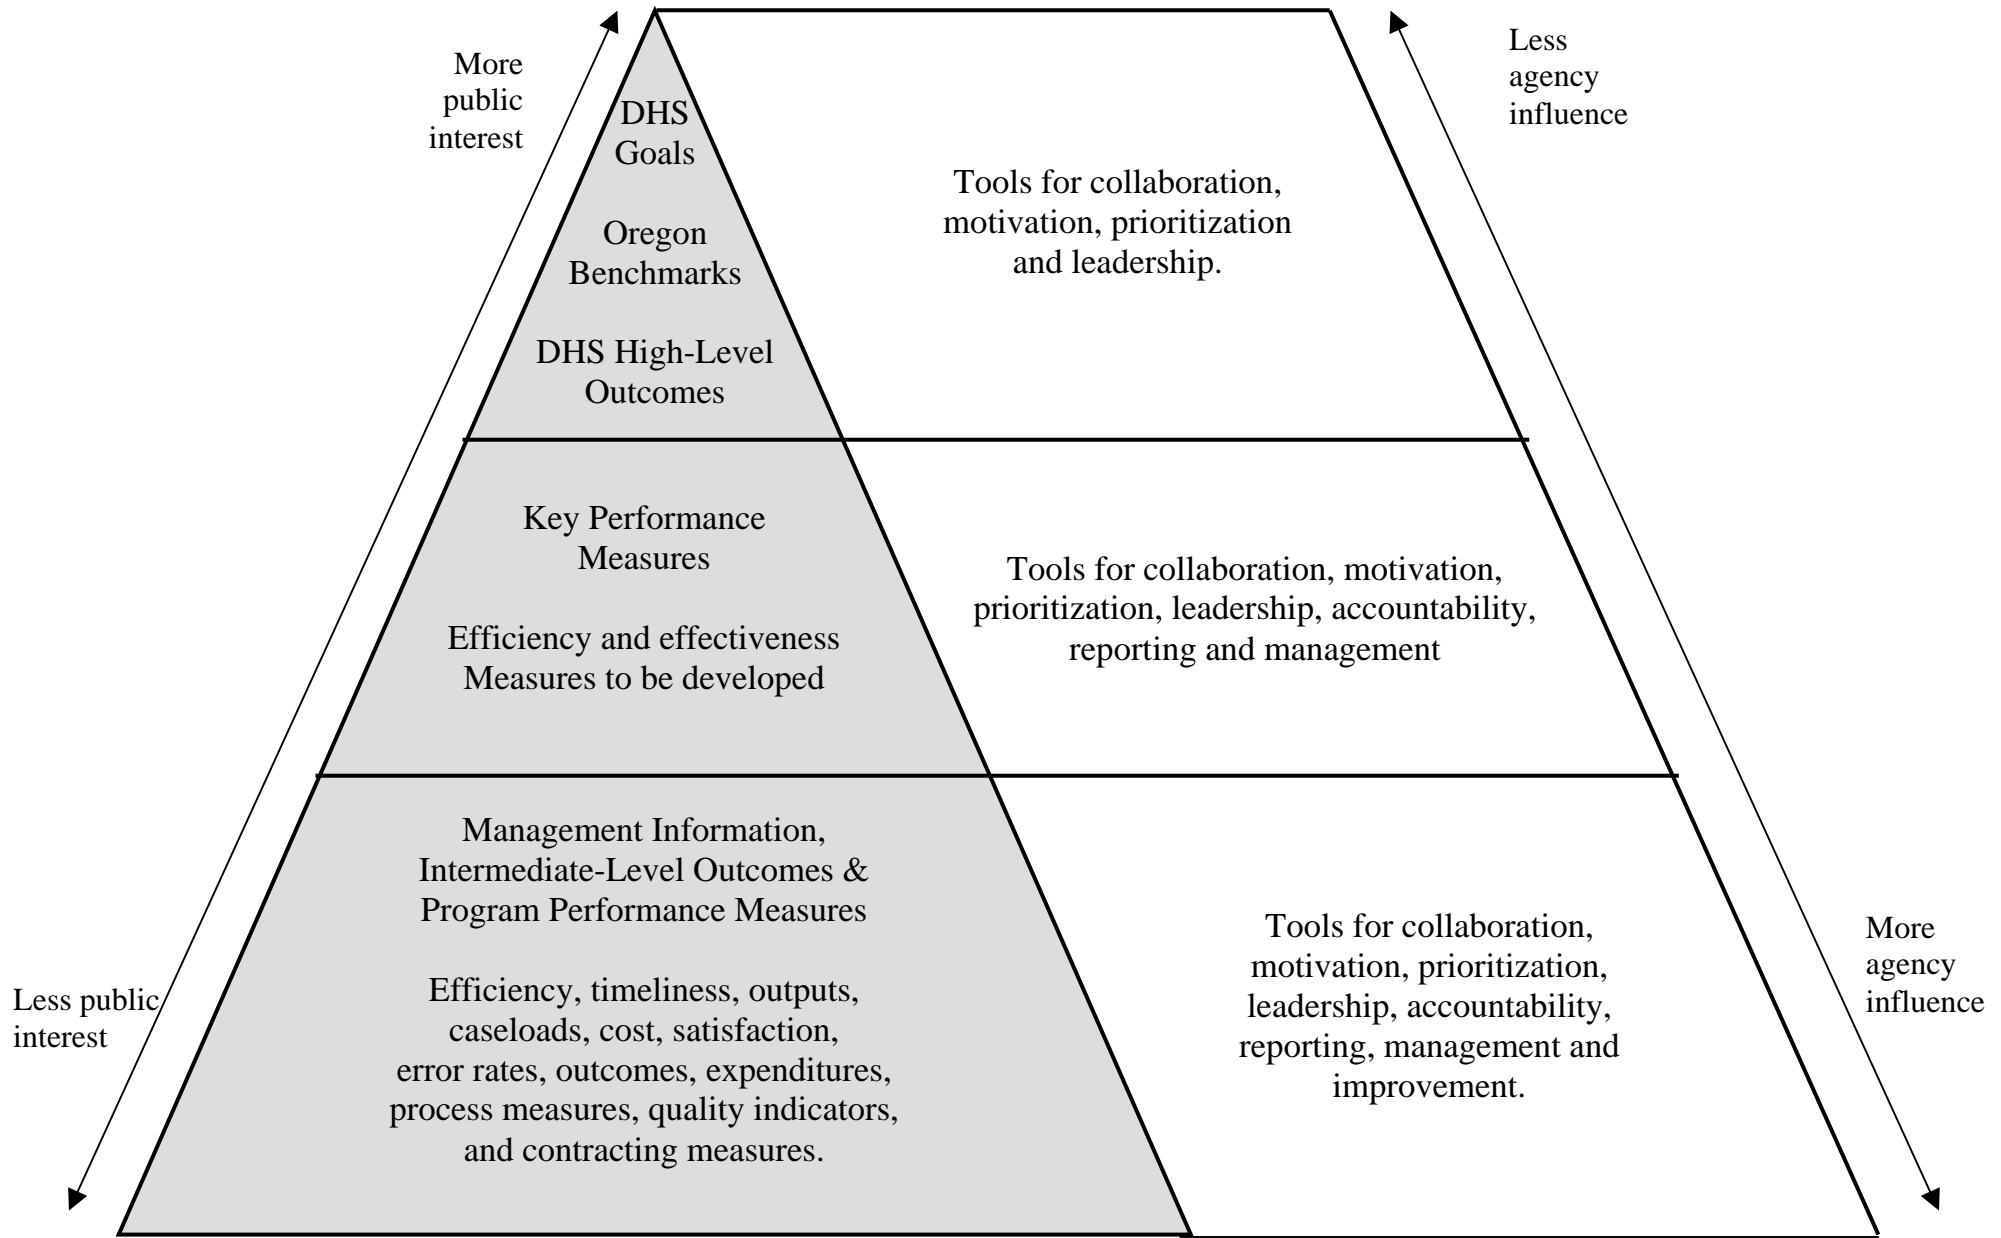 More
public
interest
Less
agency
influence
DHS
Goals
Oregon
Benchmarks
DHS High-Level
Outcomes
Tools for collaboration,
motivation, prioritization
and leadership.
Key Performance
Measures
Efficiency and effectiveness
Measures to be developed
Tools for collaboration, motivation,
prioritization, leadership, accountability,
reporting and management
Management Information,
Intermediate-Level Outcomes &
Program Performance Measures
Efficiency, timeliness, outputs,
caseloads, cost, satisfaction,
error rates, outcomes, expenditures,
process measures, quality indicators,
and contracting measures.
Tools for collaboration,
motivation, prioritization,
leadership, accountability,
reporting, management and
improvement.
Less public
interest
More
agency
influence